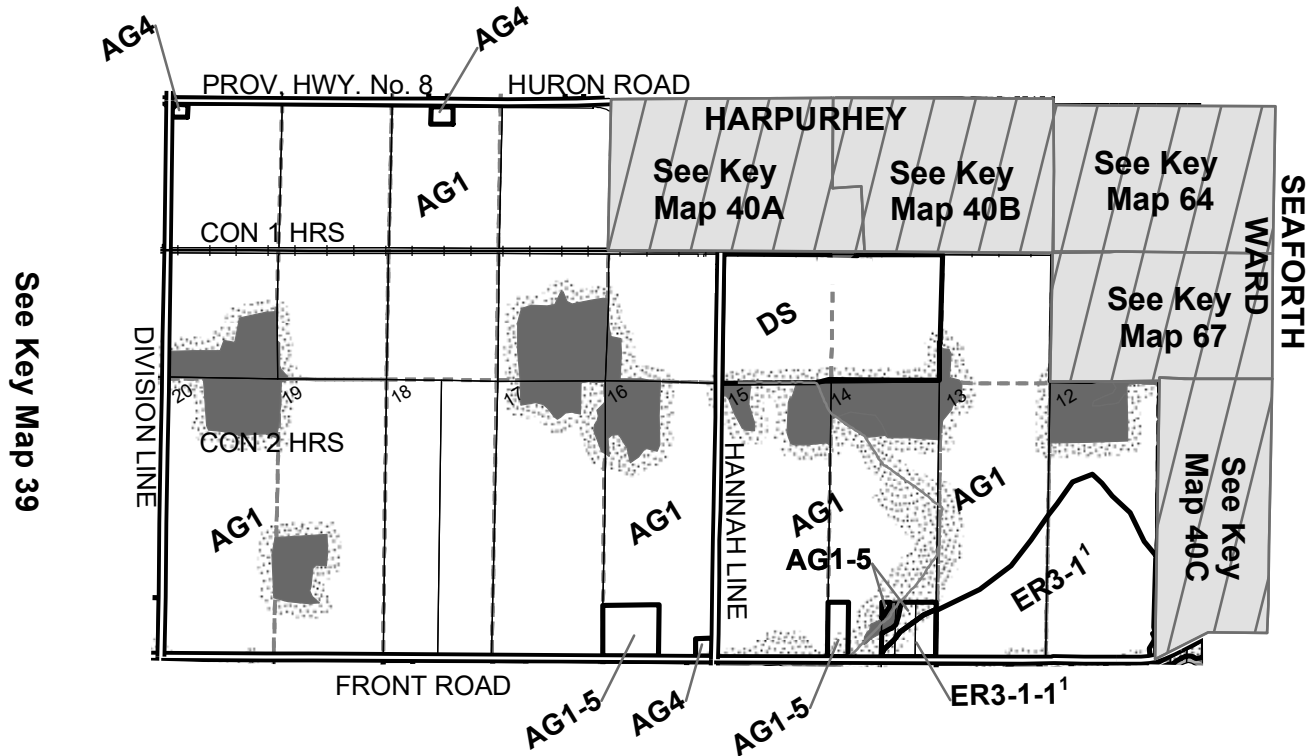 AG4
AG4
PROV. HWY. No. 8
HURON ROAD
HARPURHEY
See Key
Map 40A
See Key
Map 40B
See Key
Map 64
SEAFORTH
WARD
AG1
CON 1 HRS
See Key Map 39
DIVISION LINE
DS
See Key
Map 67
20
19
18
17
16
15
14
13
12
CON 2 HRS
HANNAH LINE
See Key
Map 40C
AG1
AG1
AG1
AG1
AG1-5
ER3-1¹
FRONT ROAD
AG1-5
AG4
AG1-5
ER3-1-1¹